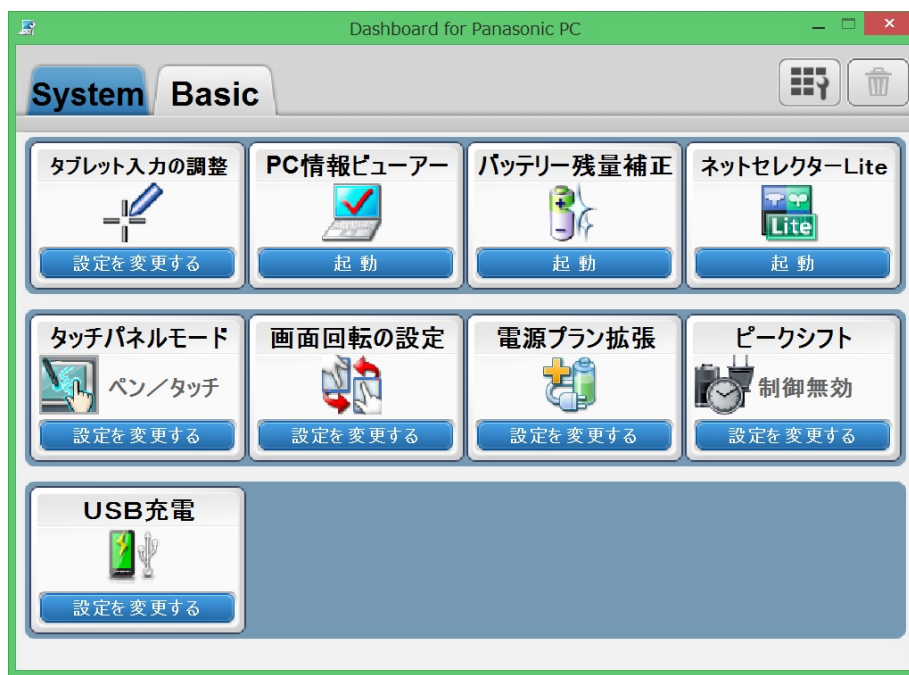 Dashboard for Panasonic PC
System Basic
タブレット入力の調整
設定を変更する
PC情報ビューアー
起 動
バッテリー残量補正
起 動
ネットセレクターLite
Lite
起 動
タッチパネルモード
ペン／タッチ
設定を変更する
画面回転の設定
設定を変更する
電源プラン拡張
設定を変更する
ピークシフト
制御無効
設定を変更する
USB充電
設定を変更する